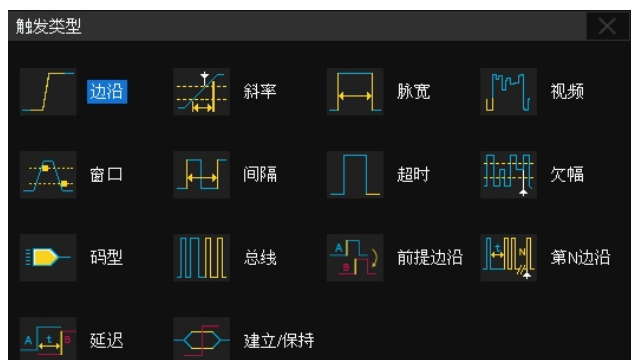 触发类型
边沿 斜率 脉宽 视频
窗口 间隔 超时 欠幅
码型 总线 A B 前提边沿 t N 第N边沿
A t B 延迟 建立/保持